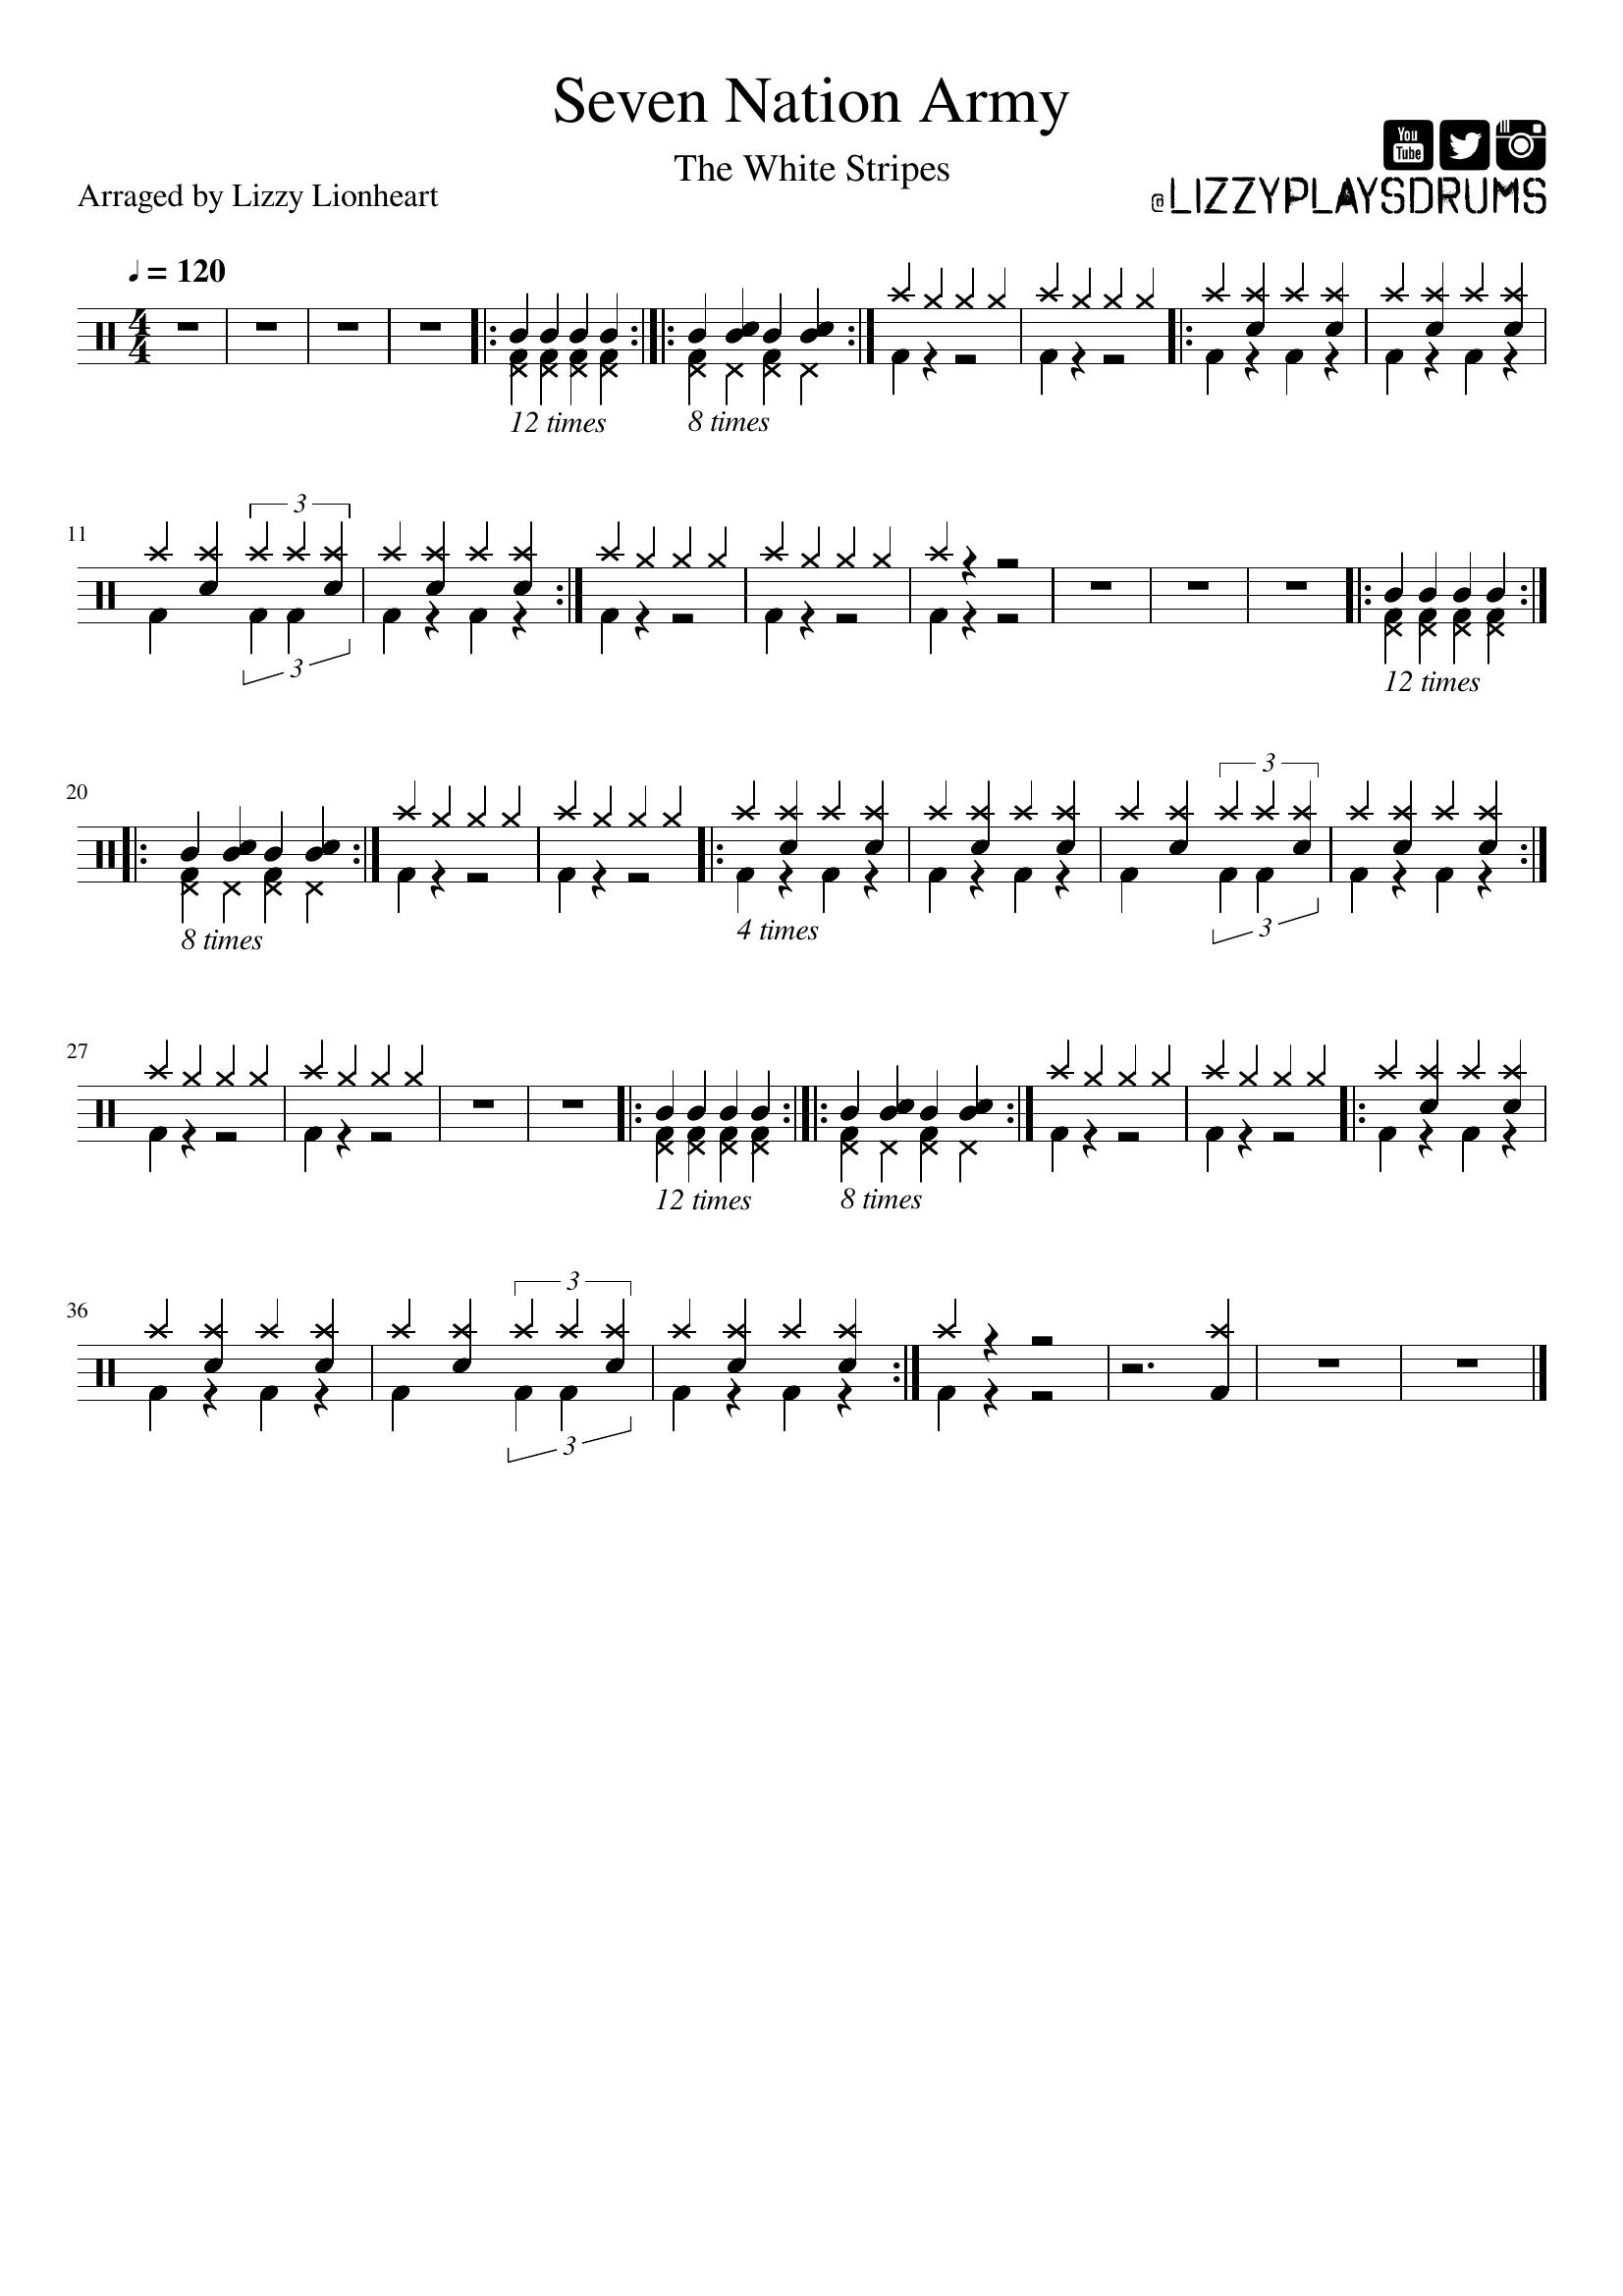 Seven Nation Army
The White Stripes
You
Tube
Arraged by Lizzy Lionheart
@LIZZYPLAYSDRUMS
= 120
4
4
12 times
8 times
11
3
3
12 times
20
3
8 times
4 times
3
27
12 times
8 times
36
3
3